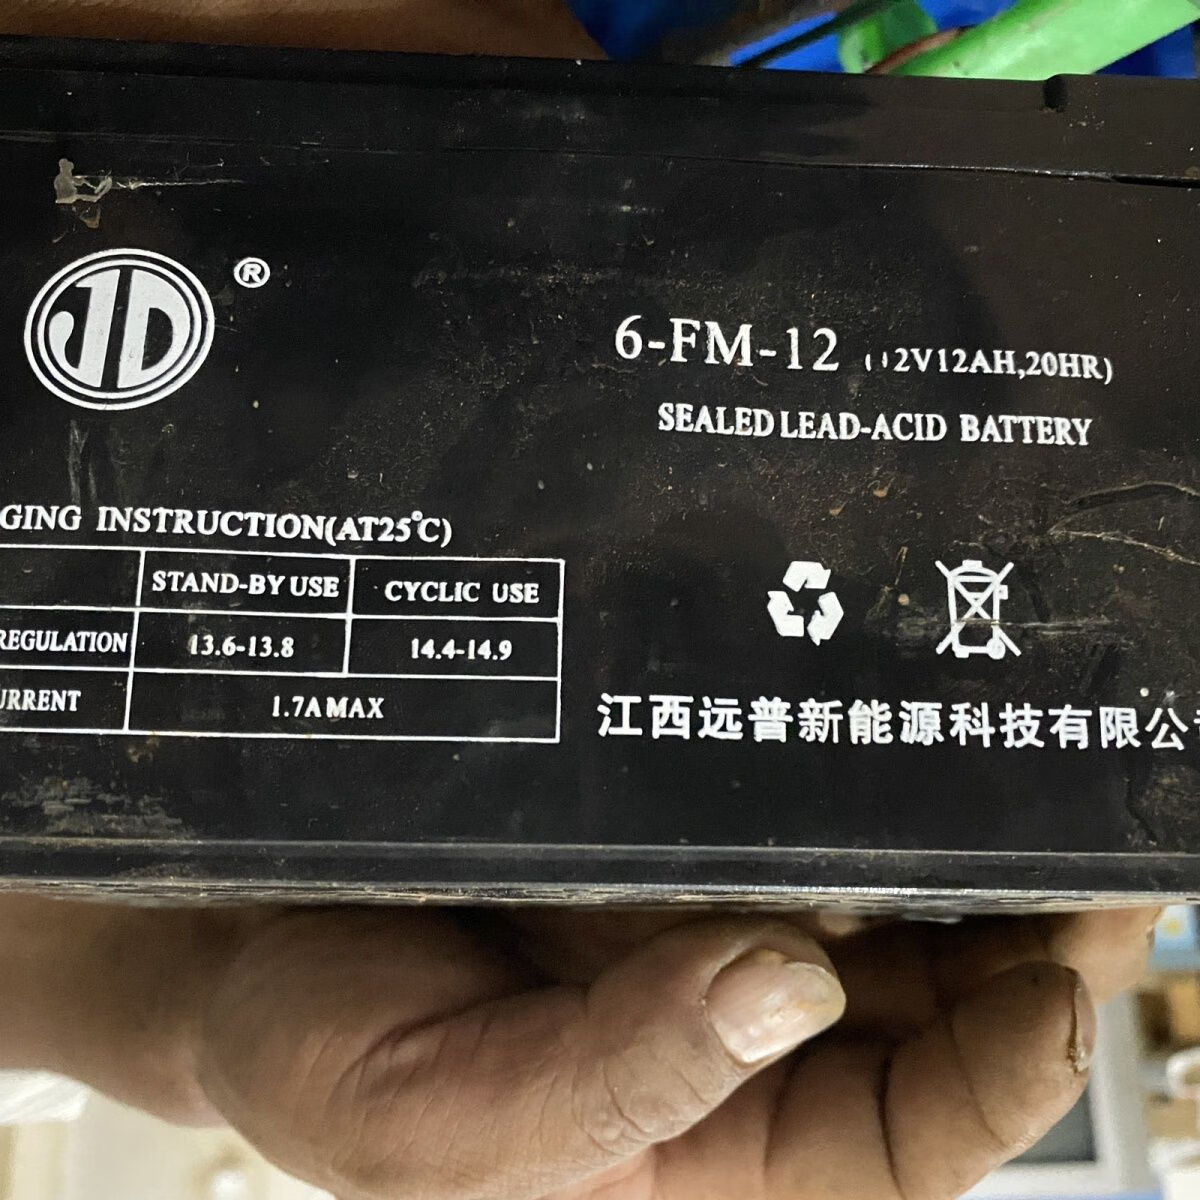 JD ®
6-FM-12 (12V12AH,20HR)
SEALED LEAD-ACID BATTERY
GING INSTRUCTION(AT25°C)
STAND-BY USE CYCLIC USE
REGULATION 13.6-13.8 14.4-14.9
URRENT 1.7A MAX
江西远普新能源科技有限公